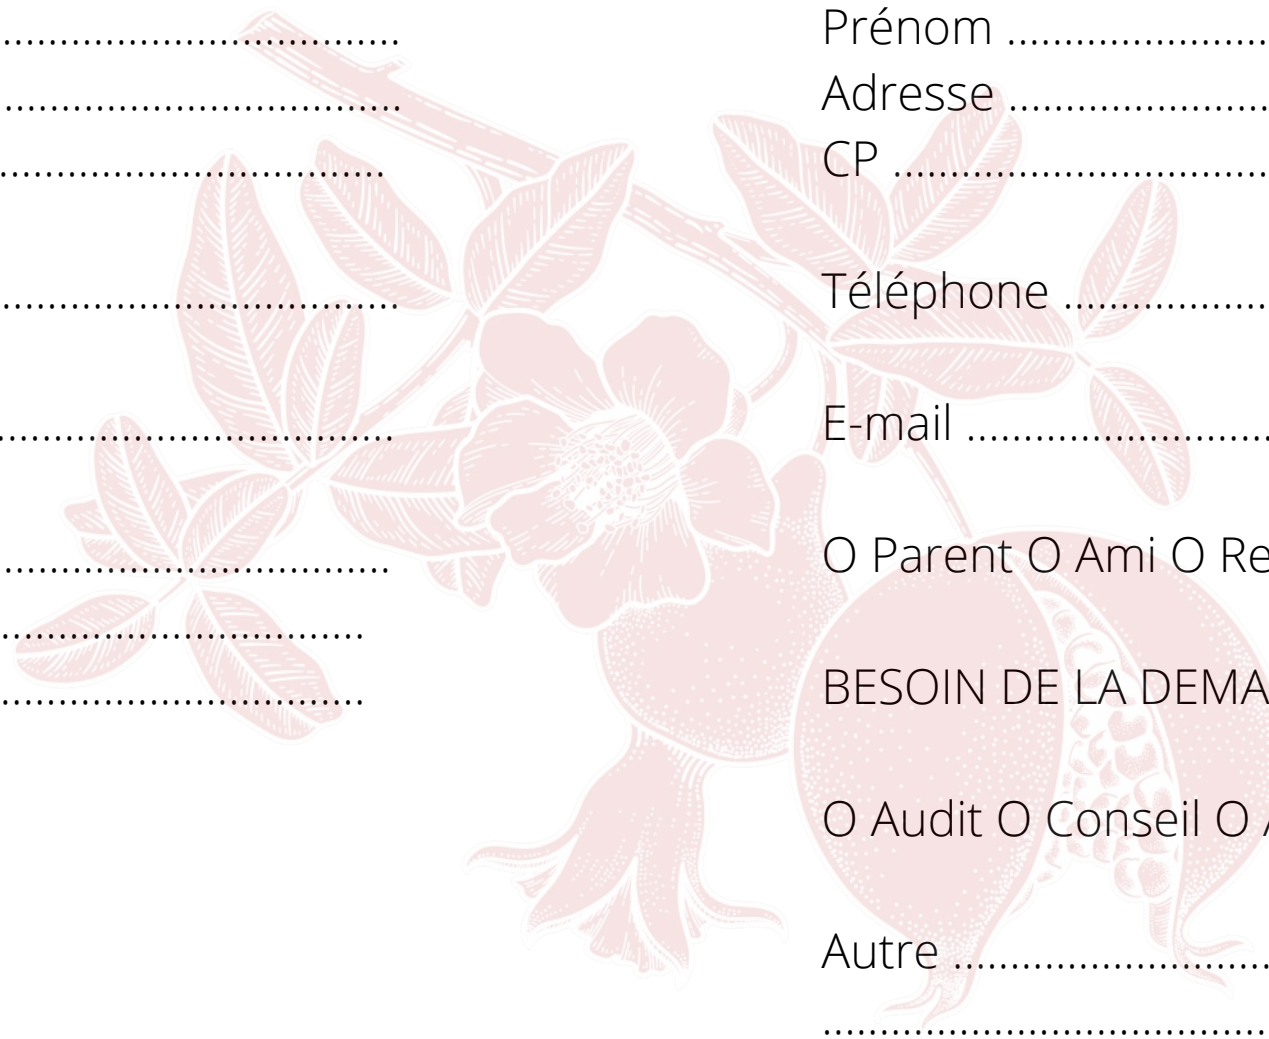 ........................................
Prénom ........................
........................................
Adresse ........................
........................................
CP ..................................
........................................
Téléphone ...................
........................................
E-mail ...........................
........................................
O Parent O Ami O Re
........................................
........................................
BESOIN DE LA DEMA
O Audit O Conseil O A
Autre ............................
.......................................